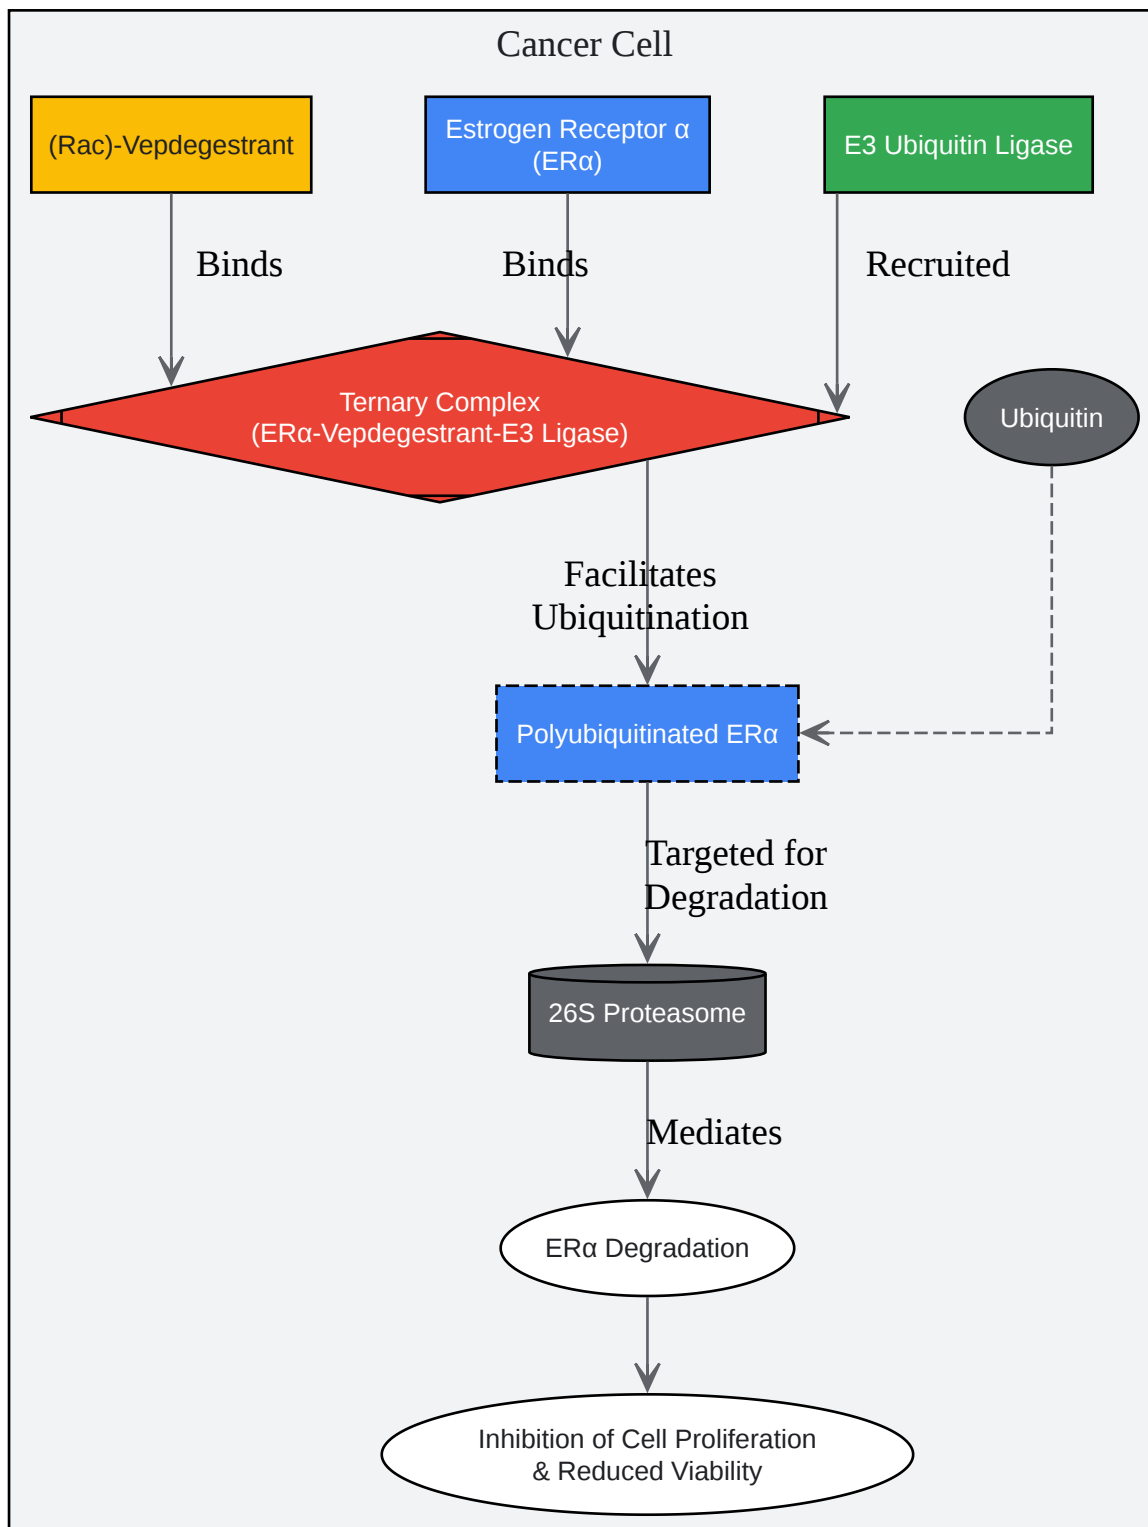 Cancer Cell
(Rac)-Vepdegestrant
Estrogen Receptor α
(ERα)
E3 Ubiquitin Ligase
Binds
Binds
Recruited
Ternary Complex
(ERα-Vepdegestrant-E3 Ligase)
Ubiquitin
Facilitates
Ubiquitination
Polyubiquitinated ERα
Targeted for
Degradation
26S Proteasome
Mediates
ERα Degradation
Inhibition of Cell Proliferation
& Reduced Viability